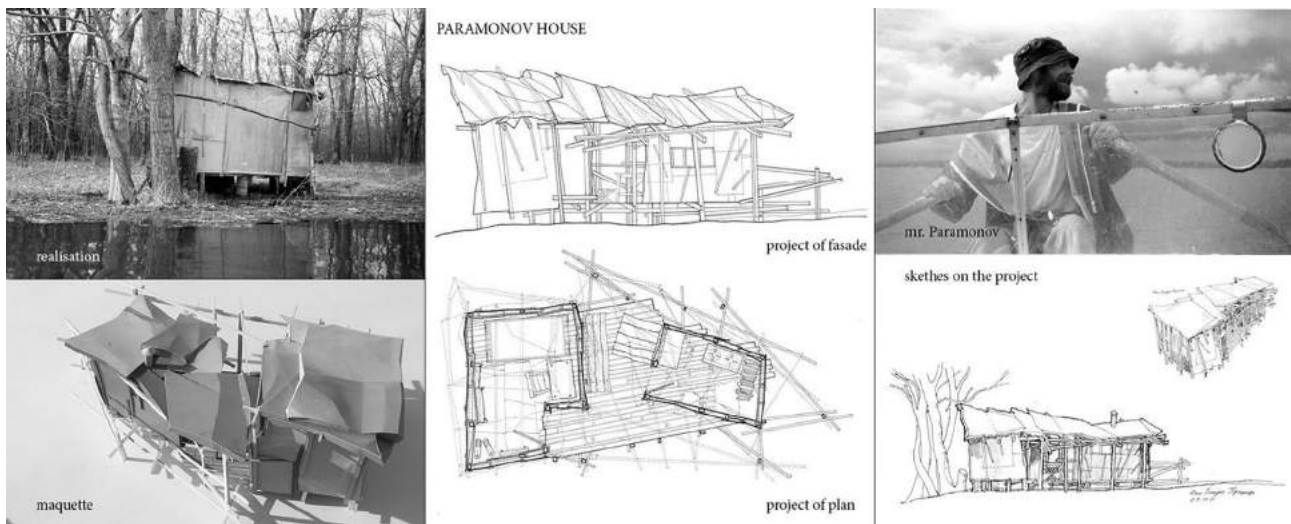 realisation
maquette
PARAMONOV HOUSE
project of fasade
project of plan
mr. Paramonov
skethes on the project